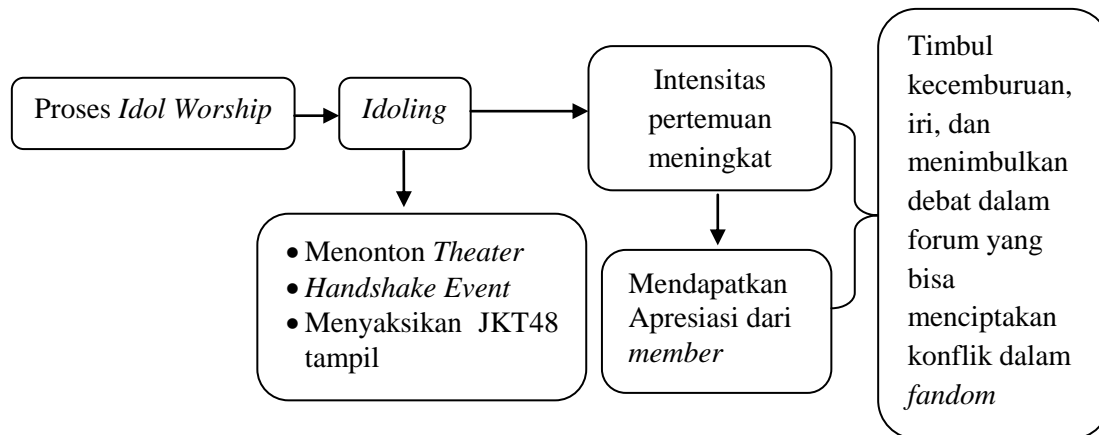 Proses Idol Worship
Idoling
• Menonton Theater
• Handshake Event
• Menyaksikan JKT48
tampil
Intensitas
pertemuan
meningkat
Mendapatkan
Apresiasi dari
member
Timbul
kecemburuan,
iri, dan
menimbulkan
debat dalam
forum yang
bisa
menciptakan
konflik dalam
fandom